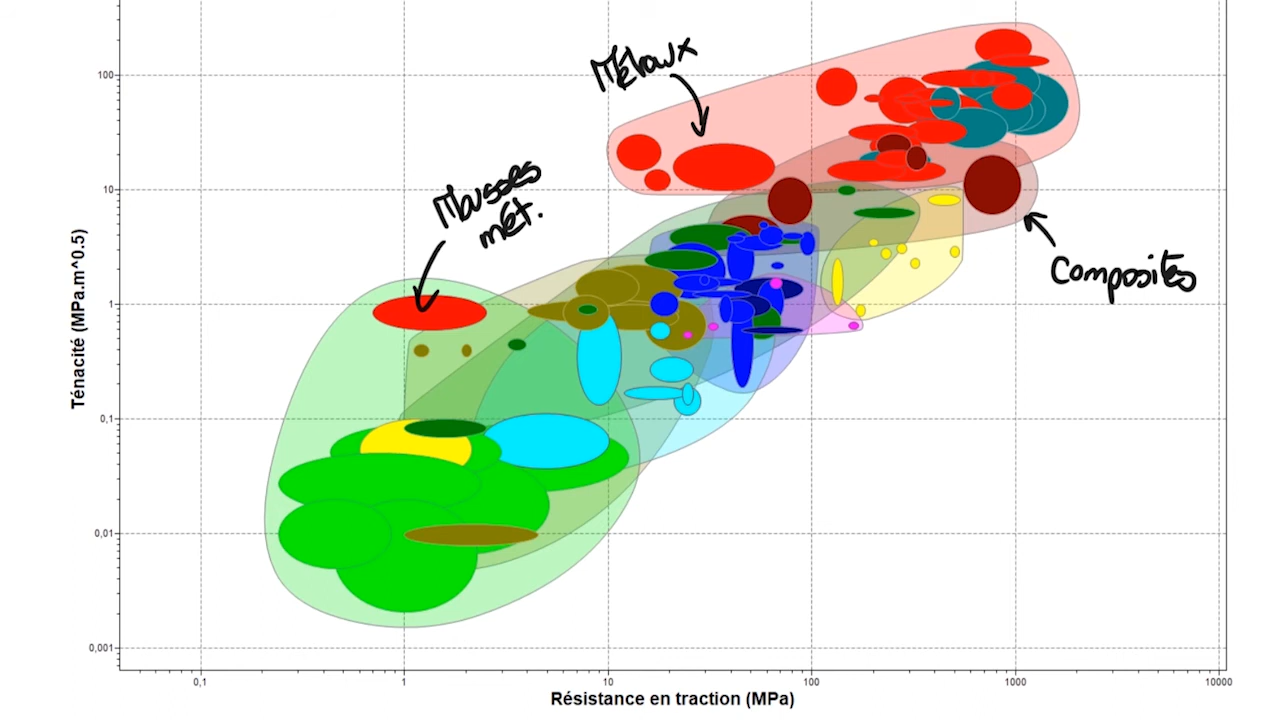 Métaux
100
Mousses
mét.
10
Composites
1
0,1
0,01
0,001
Ténacité (MPa.m^0.5)
0,1 1 10 100 1000 10000
Résistance en traction (MPa)